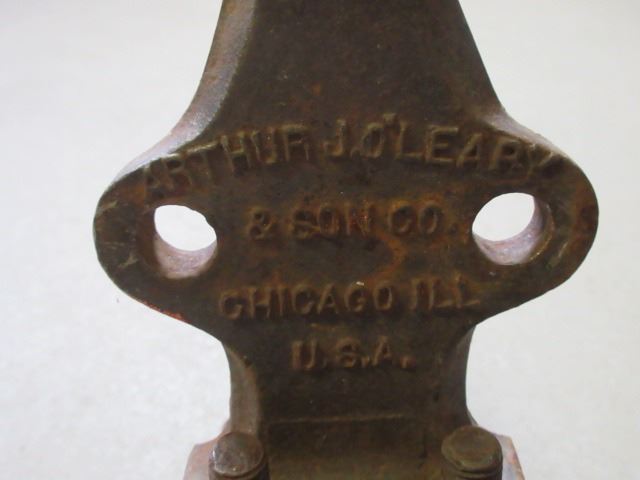 ARTHUR J. O'LEARY
& SON CO.
CHICAGO ILL
U.S.A.